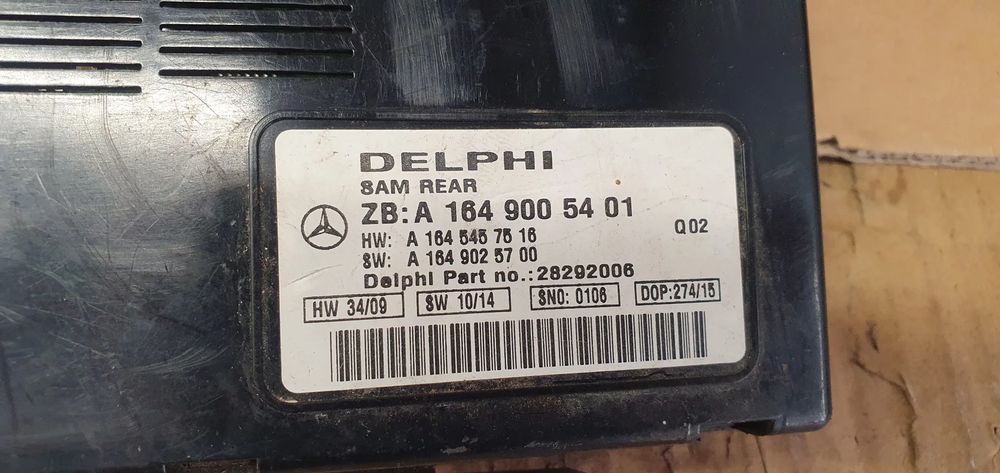 DELPHI
SAM REAR
ZB: A 164 900 54 01
Q02
HW: A 164 545 75 16
SW: A 164 902 57 00
Delphi Part no.:28292006
HW 34/09 SW 10/14 SNO: 0106 DOP:274/15